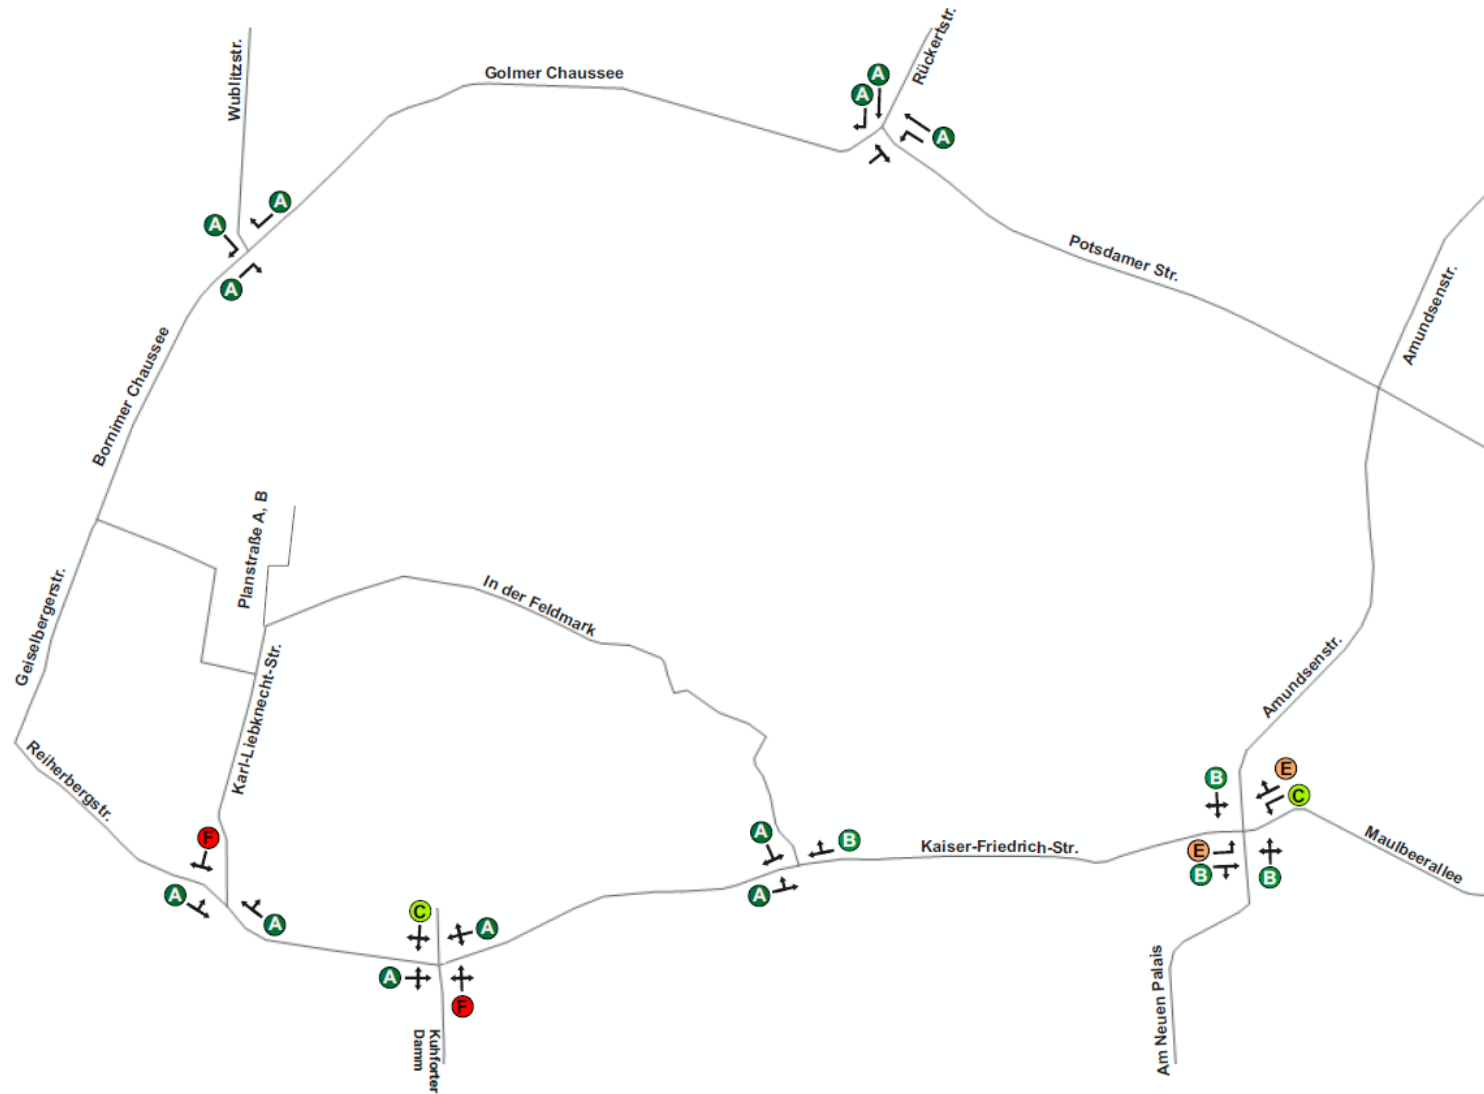 Rückertstr.
Wublitzstr.
Golmer Chaussee
A
A
A
A
A
A
Potsdamer Str.
Amundsenstr.
Bornimer Chaussee
Planstraße A, B
In der Feldmark
Geiselbergerstr.
Karl-Liebknecht-Str.
Amundsenstr.
Reiherbergstr.
E
B
C
F
A
B
Kaiser-Friedrich-Str.
Maulbeerallee
E
B
B
A
A
C
A
A
A
F
Am Neuen Palais
Kuhforter
Damm